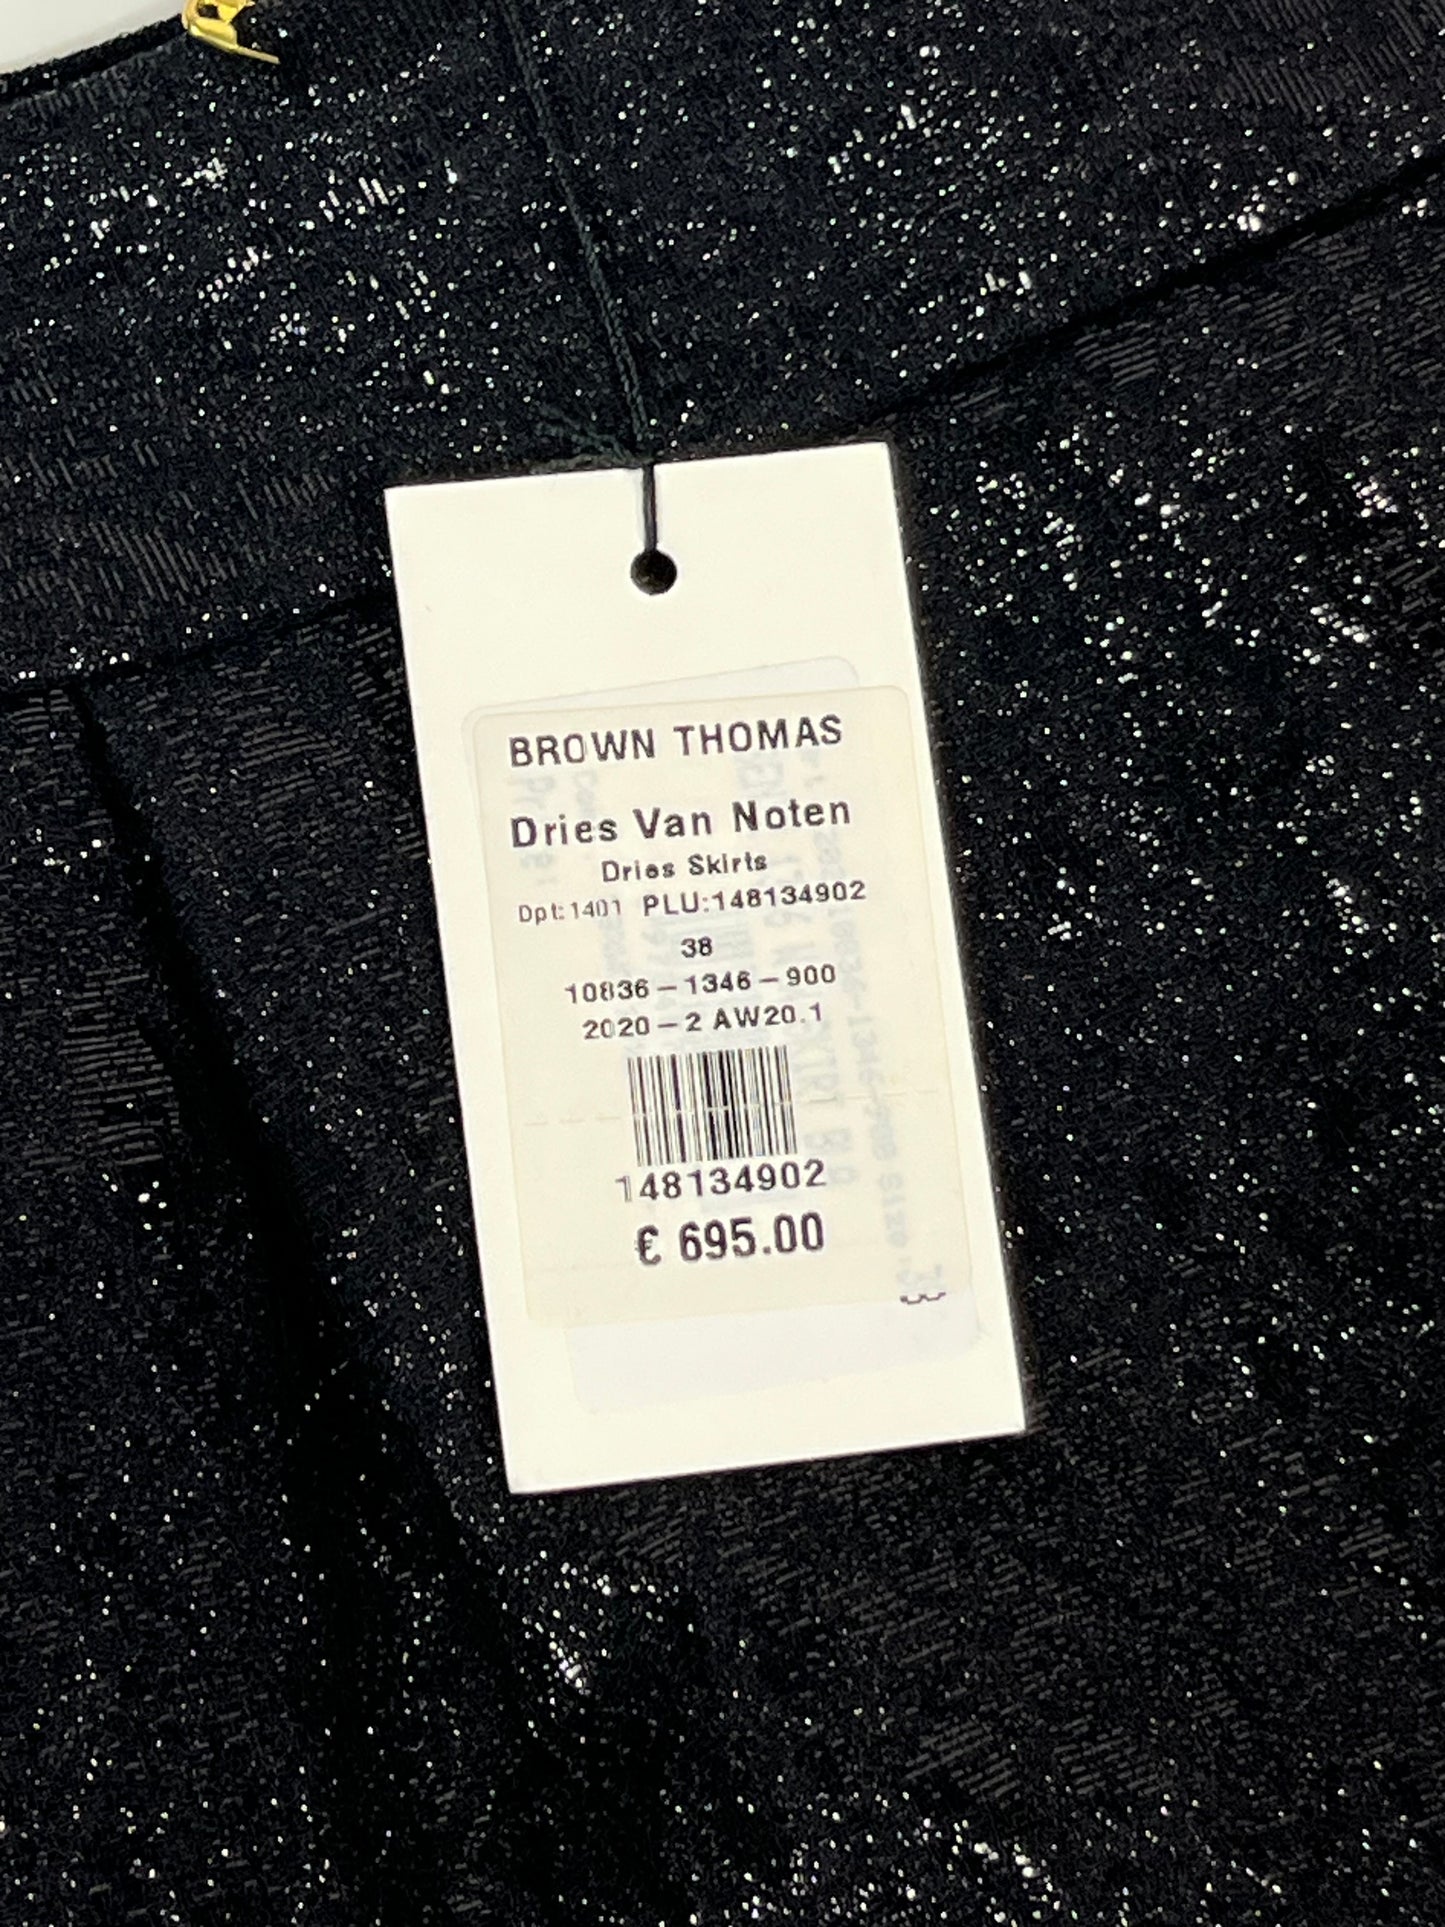 BROWN THOMAS
Dries Van Noten
Dries Skirts
Dpt:1401 PLU:148134902
38
10836-1346-900
2020-2 AW20.1
148134902
€ 695.00